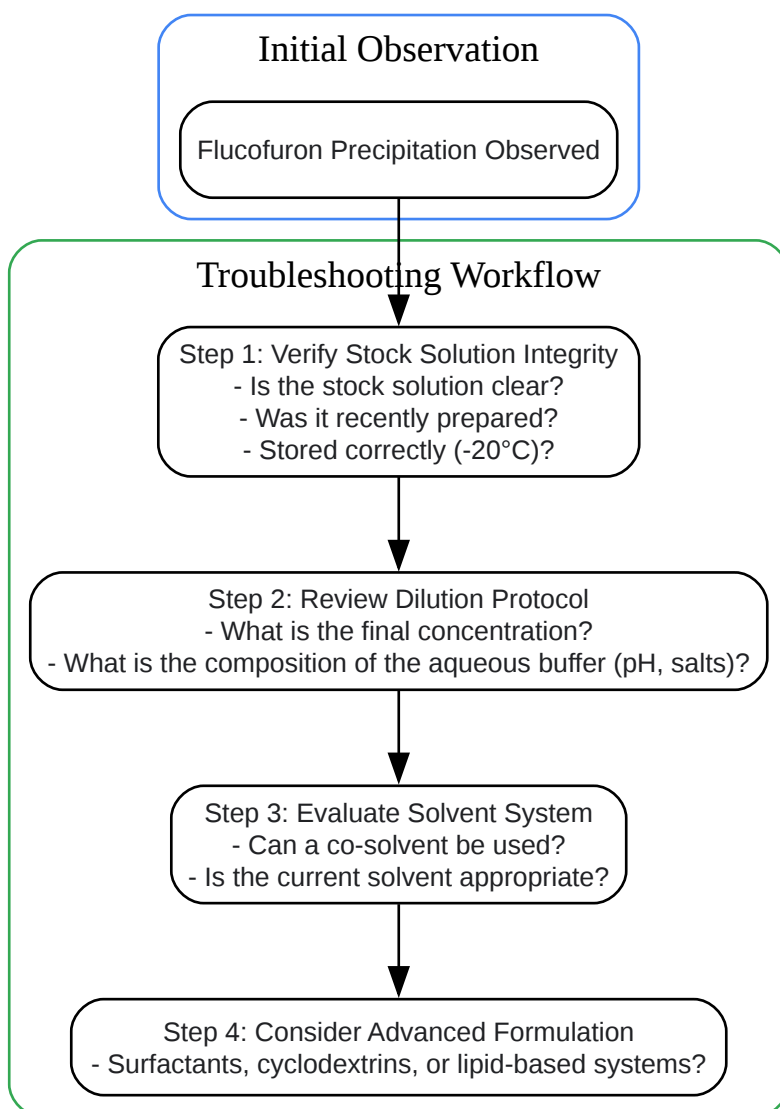 Initial Observation
Flucofuron Precipitation Observed
Troubleshooting Workflow
Step 1: Verify Stock Solution Integrity
- Is the stock solution clear?
- Was it recently prepared?
- Stored correctly (-20°C)?
Step 2: Review Dilution Protocol
- What is the final concentration?
- What is the composition of the aqueous buffer (pH, salts)?
Step 3: Evaluate Solvent System
- Can a co-solvent be used?
- Is the current solvent appropriate?
Step 4: Consider Advanced Formulation
- Surfactants, cyclodextrins, or lipid-based systems?